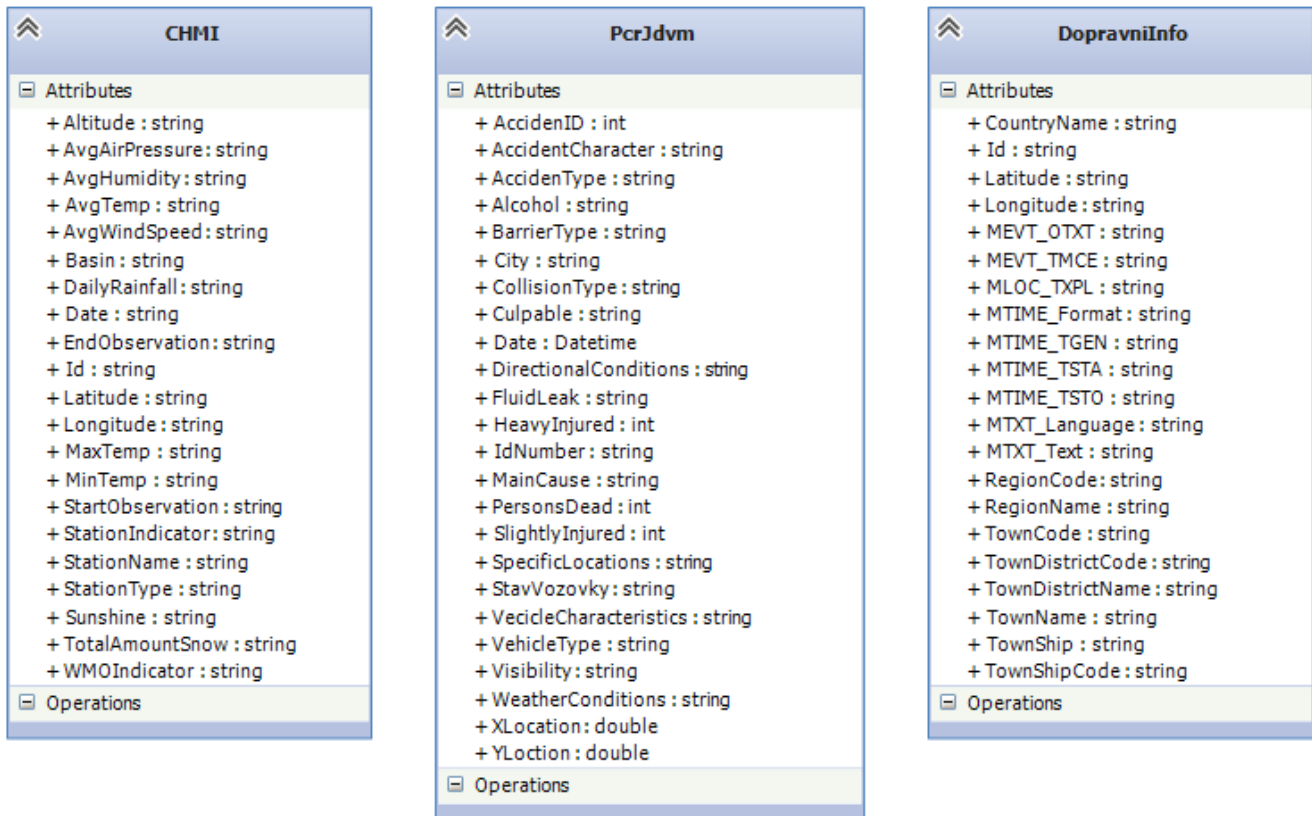 CHMI
Attributes
+ Altitude : string
+ AvgAirPressure : string
+ AvgHumidity : string
+ AvgTemp : string
+ AvgWindSpeed : string
+ Basin : string
+ DailyRainfall : string
+ Date : string
+ EndObservation : string
+ Id : string
+ Latitude : string
+ Longitude : string
+ MaxTemp : string
+ MinTemp : string
+ StartObservation : string
+ StationIndicator : string
+ StationName : string
+ StationType : string
+ Sunshine : string
+ TotalAmountSnow : string
+ WMOIndicator : string
Operations
PcrJdvm
Attributes
+ AccidenID : int
+ AccidentCharacter : string
+ AccidenType : string
+ Alcohol : string
+ BarrierType : string
+ City : string
+ CollisionType : string
+ Culpable : string
+ Date : Datetime
+ DirectionalConditions : string
+ FluidLeak : string
+ HeavyInjured : int
+ IdNumber : string
+ MainCause : string
+ PersonsDead : int
+ SlightlyInjured : int
+ SpecificLocations : string
+ StavVozovky : string
+ VecicleCharacteristics : string
+ VehicleType : string
+ Visibility : string
+ WeatherConditions : string
+ XLocation : double
+ YLoction : double
Operations
DopravniInfo
Attributes
+ CountryName : string
+ Id : string
+ Latitude : string
+ Longitude : string
+ MEVT_OTXT : string
+ MEVT_TMCE : string
+ MLOC_TXPL : string
+ MTIME_Format : string
+ MTIME_TGEN : string
+ MTIME_TSTA : string
+ MTIME_TSTO : string
+ MTXT_Language : string
+ MTXT_Text : string
+ RegionCode : string
+ RegionName : string
+ TownCode : string
+ TownDistrictCode : string
+ TownDistrictName : string
+ TownName : string
+ TownShip : string
+ TownShipCode : string
Operations